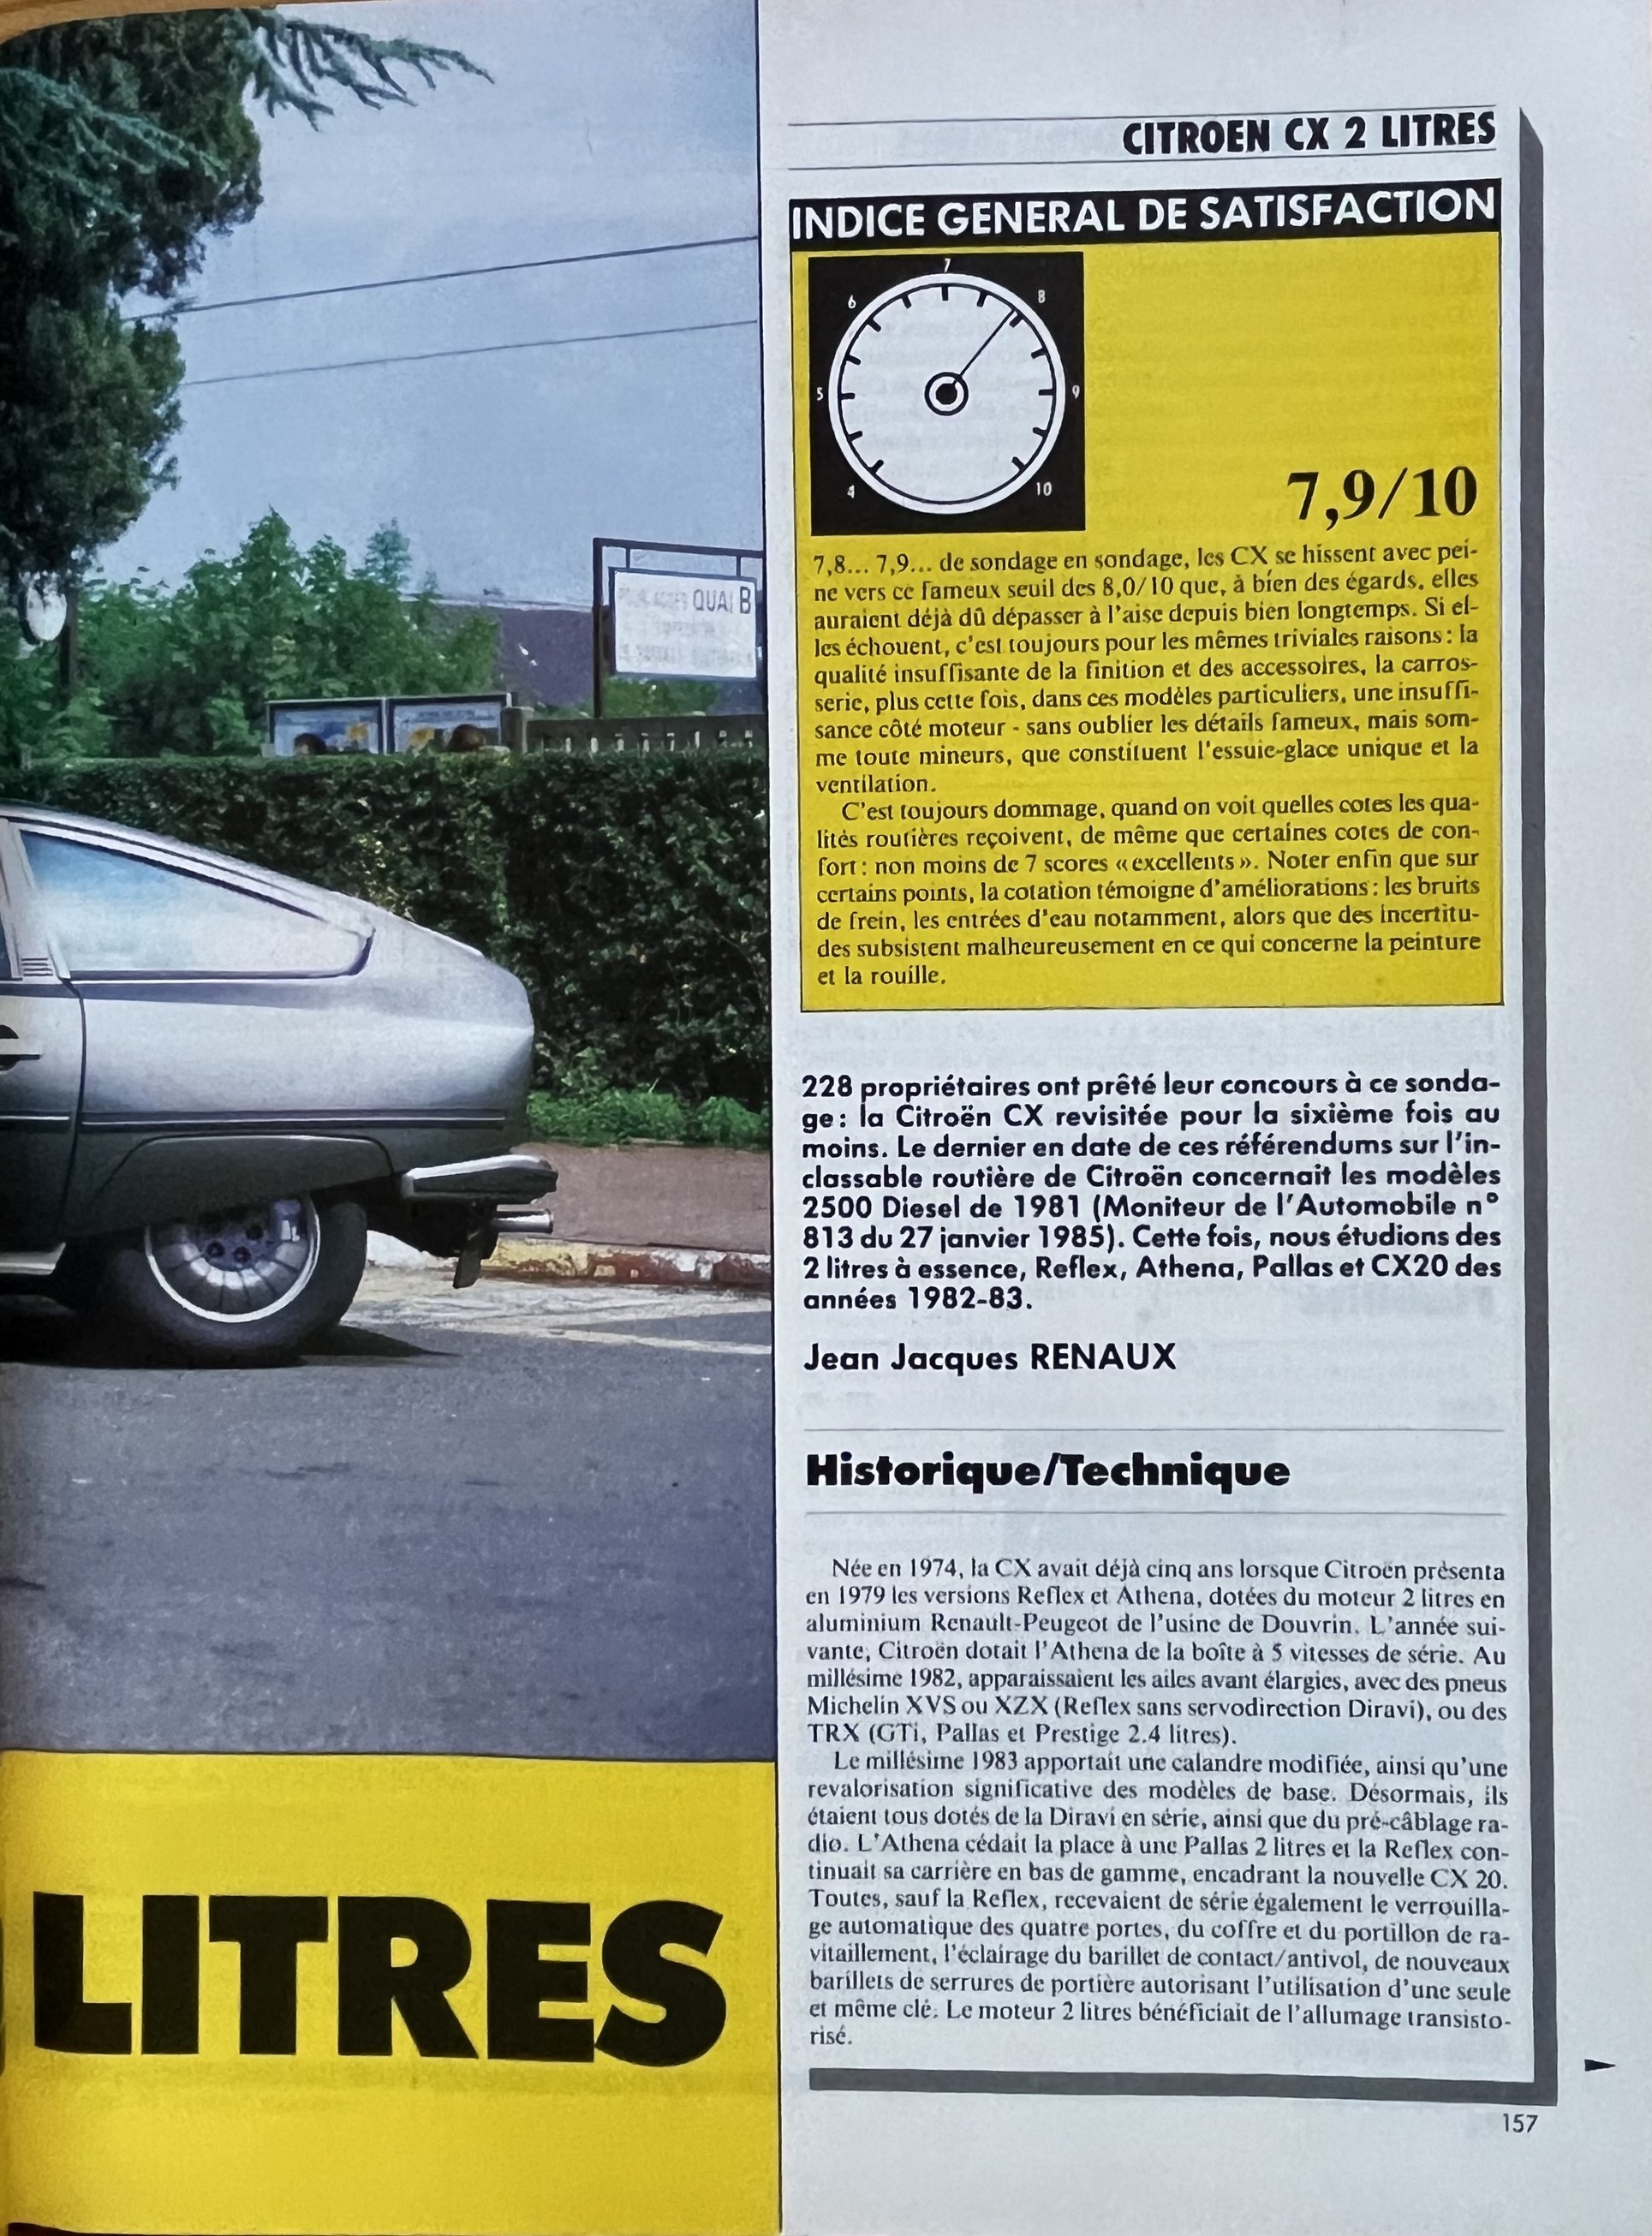 QUAI B
LITRES
CITROEN CX 2 LITRES
INDICE GENERAL DE SATISFACTION
4
5
6
7
8
9
10
7,9/10
7,8... 7,9... de sondage en sondage, les CX se hissent avec pei-
ne vers ce fameux seuil des 8,0/10 que, à bien des égards, elles
auraient déjà dû dépasser à l'aise depuis bien longtemps. Si el-
les échouent, c'est toujours pour les mêmes triviales raisons : la
qualité insuffisante de la finition et des accessoires, la carros-
serie, plus cette fois, dans ces modèles particuliers, une insuffi-
sance côté moteur - sans oublier les détails fameux, mais som-
me toute mineurs, que constituent l'essuie-glace unique et la
ventilation.
C'est toujours dommage, quand on voit quelles cotes les qua-
lités routières reçoivent, de même que certaines cotes de con-
fort : non moins de 7 scores «excellents». Noter enfin que sur
certains points, la cotation témoigne d'améliorations : les bruits
de frein, les entrées d'eau notamment, alors que des incertitu-
des subsistent malheureusement en ce qui concerne la peinture
et la rouille.
228 propriétaires ont prêté leur concours à ce sonda-
ge : la Citroën CX revisitée pour la sixième fois au
moins. Le dernier en date de ces référendums sur l'in-
classable routière de Citroën concernait les modèles
2500 Diesel de 1981 (Moniteur de l'Automobile n°
813 du 27 janvier 1985). Cette fois, nous étudions des
2 litres à essence, Reflex, Athena, Pallas et CX20 des
années 1982-83.
Jean Jacques RENAUX
Historique/Technique
Née en 1974, la CX avait déjà cinq ans lorsque Citroën présenta
en 1979 les versions Reflex et Athena, dotées du moteur 2 litres en
aluminium Renault-Peugeot de l'usine de Douvrin. L'année sui-
vante, Citroën dotait l'Athena de la boîte à 5 vitesses de série. Au
millésime 1982, apparaissaient les ailes avant élargies, avec des pneus
Michelin XVS ou XZX (Reflex sans servodirection Diravi), ou des
TRX (GTi, Pallas et Prestige 2.4 litres).
Le millésime 1983 apportait une calandre modifiée, ainsi qu'une
revalorisation significative des modèles de base. Désormais, ils
étaient tous dotés de la Diravi en série, ainsi que du pré-câblage ra-
dio. L'Athena cédait la place à une Pallas 2 litres et la Reflex con-
tinuait sa carrière en bas de gamme, encadrant la nouvelle CX 20.
Toutes, sauf la Reflex, recevaient de série également le verrouilla-
ge automatique des quatre portes, du coffre et du portillon de ra-
vitaillement, l'éclairage du barillet de contact/antivol, de nouveaux
barillets de serrures de portière autorisant l'utilisation d'une seule
et même clé. Le moteur 2 litres bénéficiait de l'allumage transisto-
risé.
157